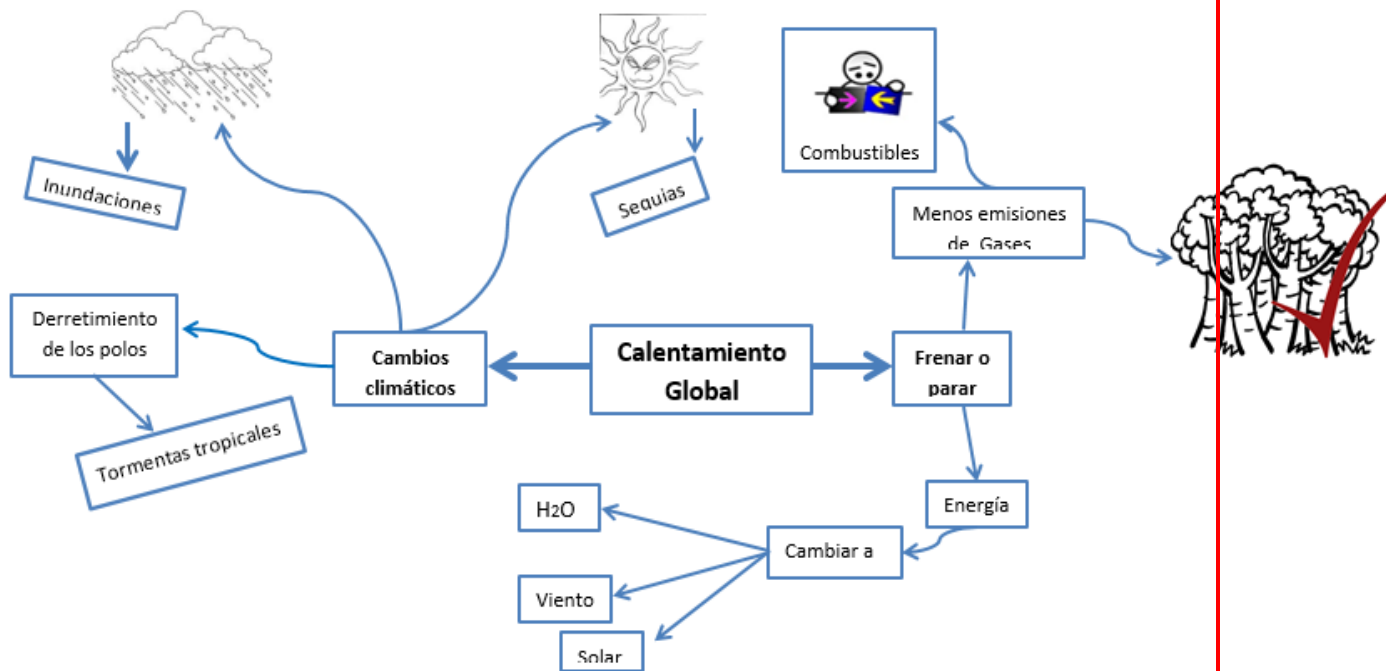 Combustibles
Inundaciones
Sequias
Menos emisiones
de Gases
Derretimiento
de los polos
Cambios
climáticos
Calentamiento
Global
Frenar o
parar
Tormentas tropicales
H2O
Energía
Cambiar a
Viento
Solar